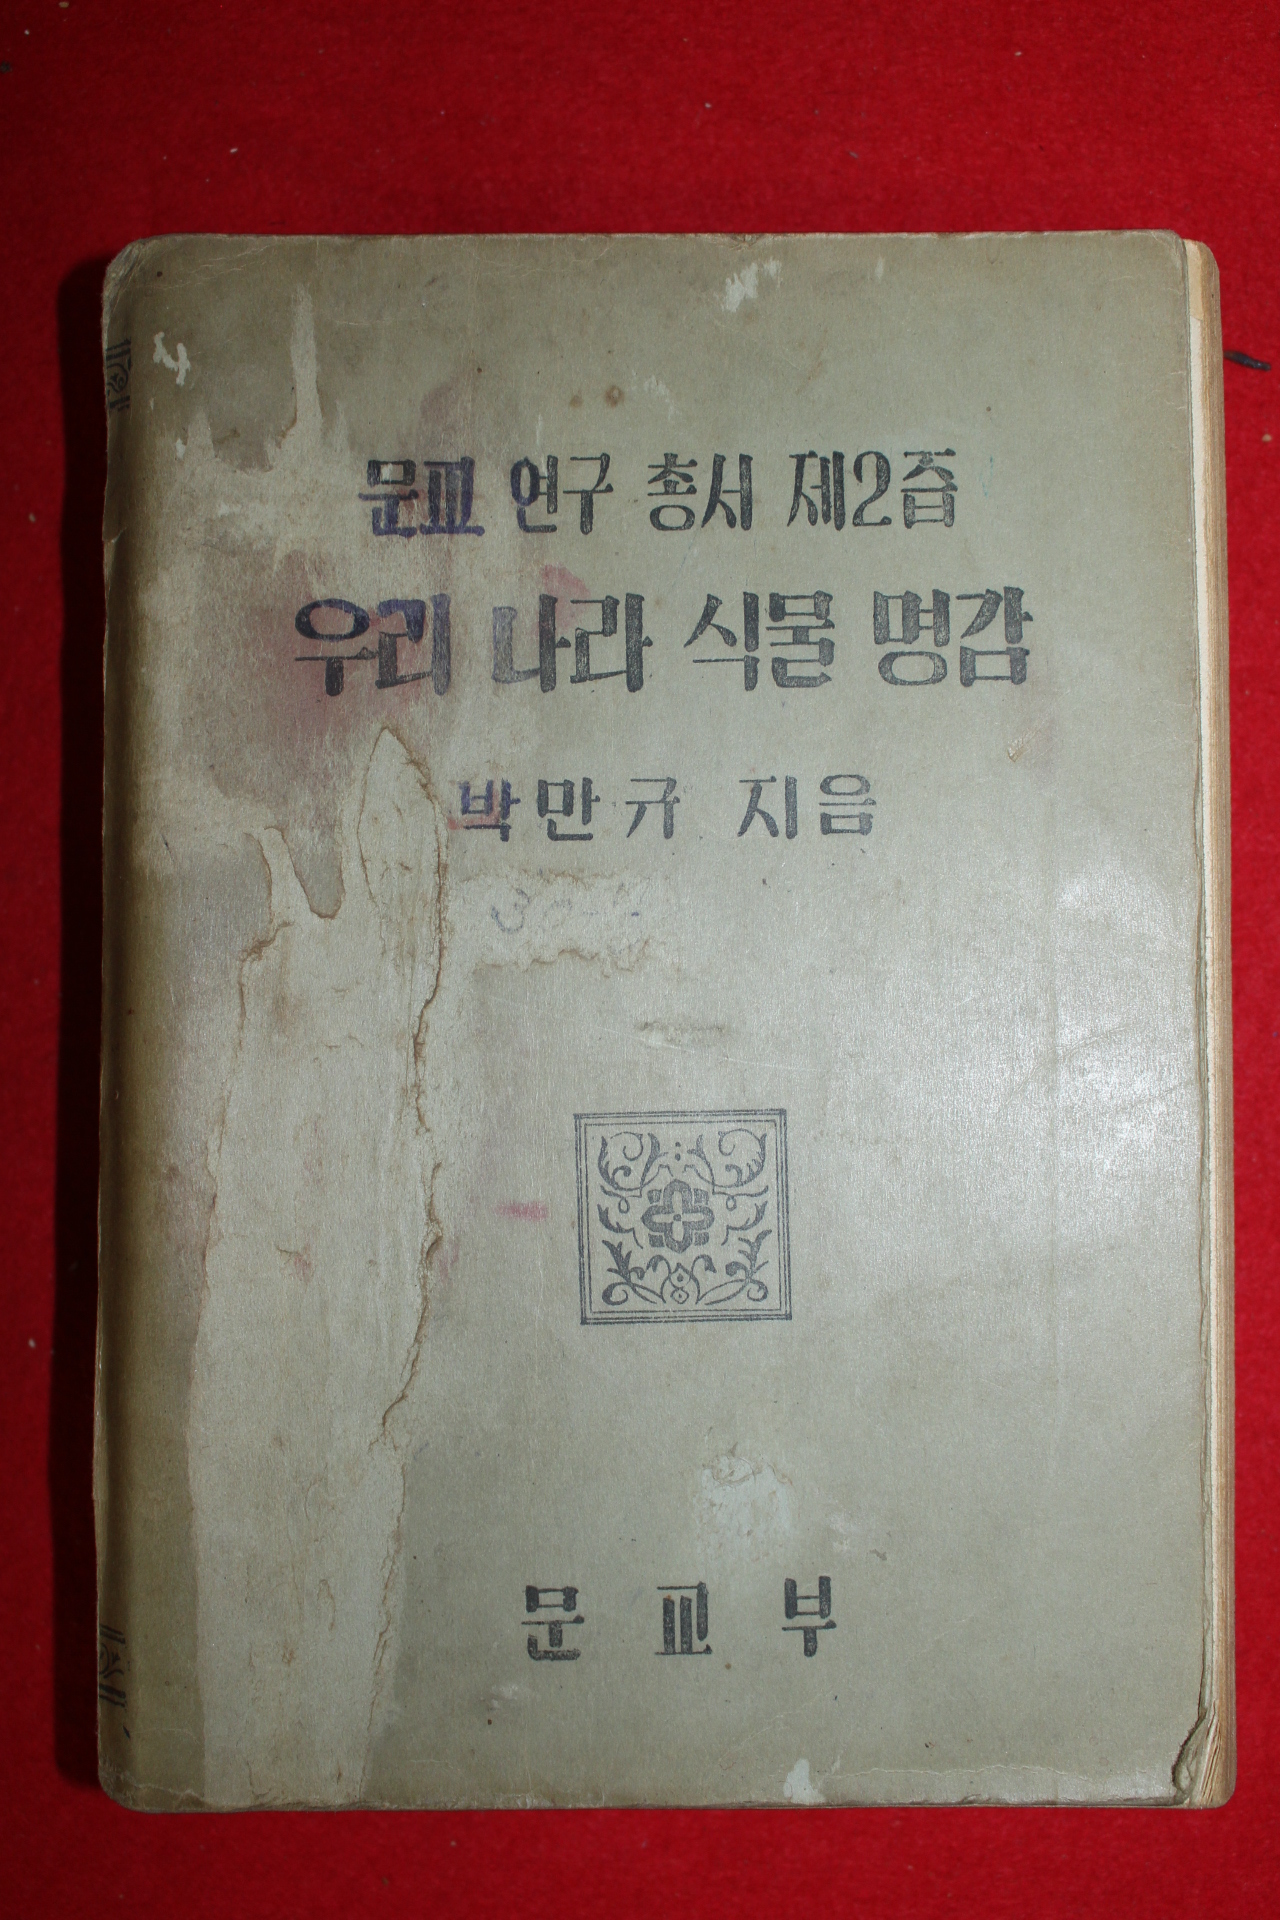 문교 연구 총서 제2즙
우리 나라 식물 명감
박만규 지음
문교부